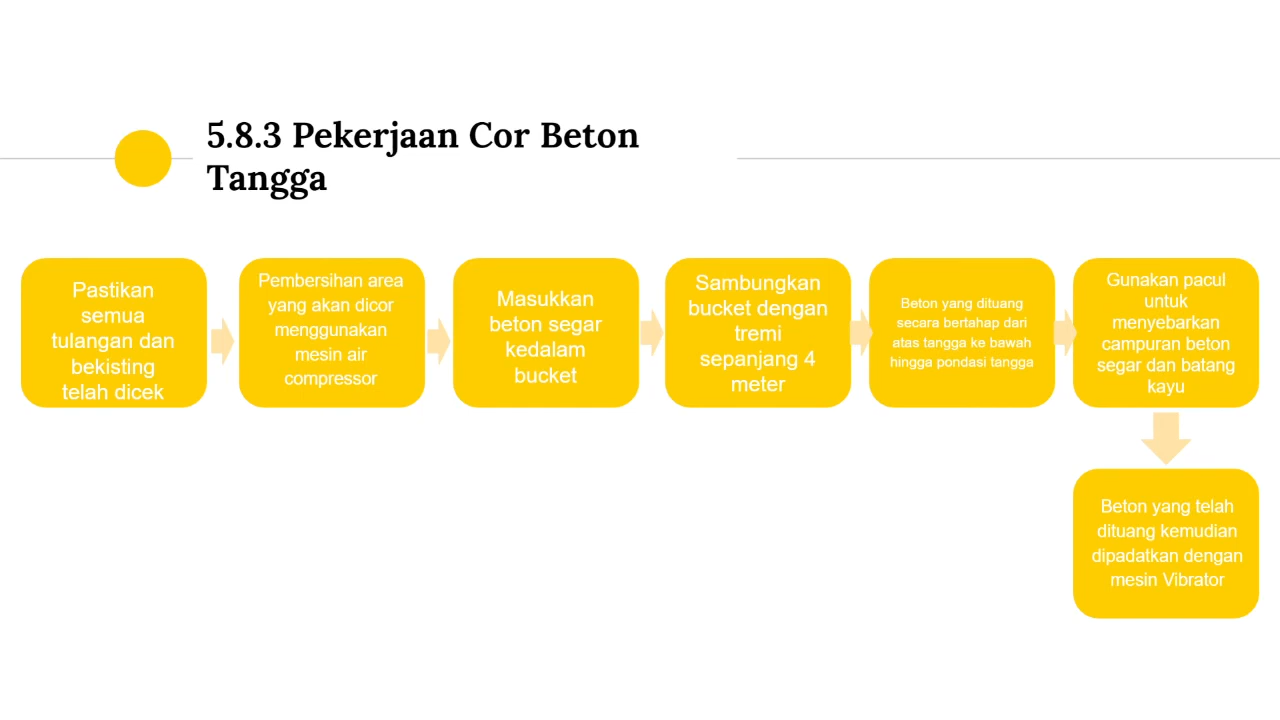 5.8.3 Pekerjaan Cor Beton
Tangga
Pastikan
semua
tulangan dan
bekisting
telah dicek
Pembersihan area
yang akan dicor
menggunakan
mesin air
compressor
Masukkan
beton segar
kedalam
bucket
Sambungkan
bucket dengan
tremi
sepanjang 4
meter
Beton yang dituang
secara bertahap dari
atas tangga ke bawah
hingga pondasi tangga
Gunakan pacul
untuk
menyebarkan
campuran beton
segar dan batang
kayu
Beton yang telah
dituang kemudian
dipadatkan dengan
mesin Vibrator